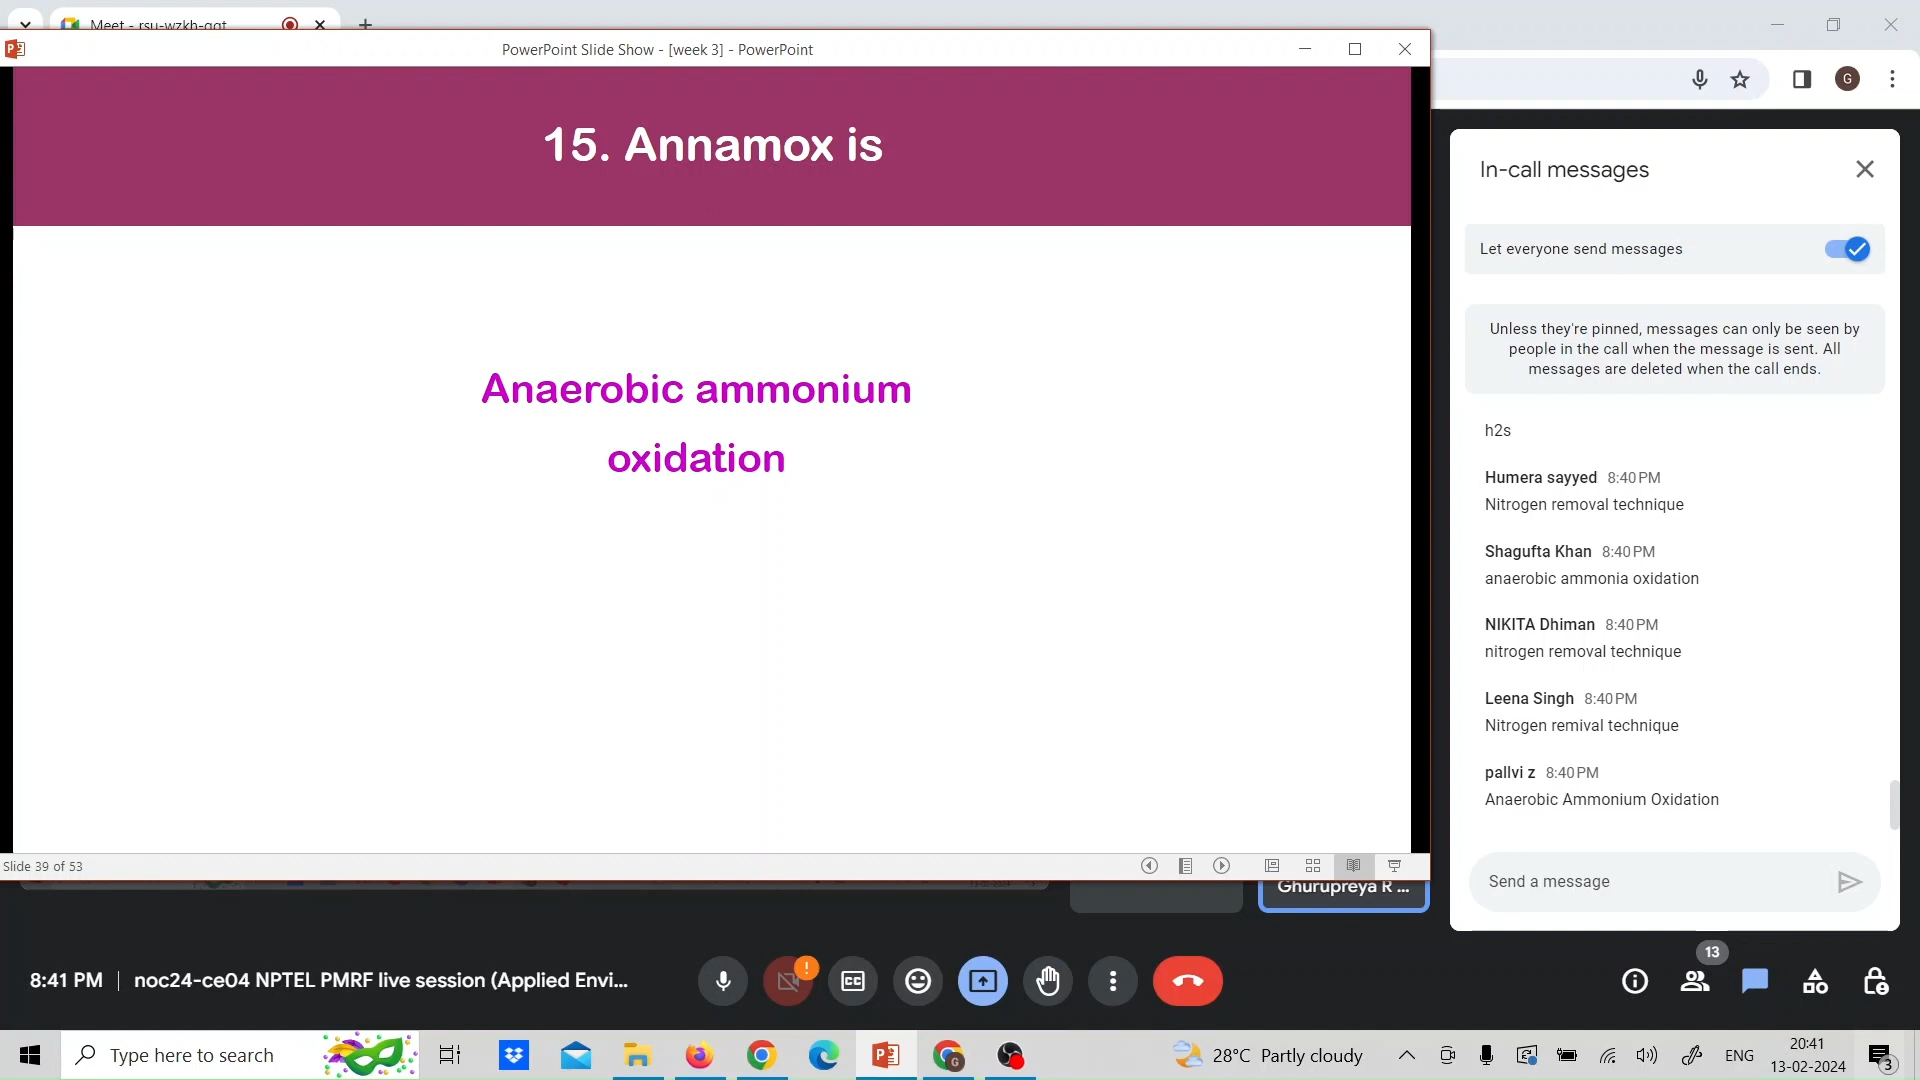 Meet - rsu-wzkh-qqt
PowerPoint Slide Show - [week 3] - PowerPoint
15. Annamox is
Anaerobic ammonium
oxidation
Slide 39 of 53
G
In-call messages
Let everyone send messages
Unless they're pinned, messages can only be seen by
people in the call when the message is sent. All
messages are deleted when the call ends.
h2s
Humera sayyed 8:40 PM
Nitrogen removal technique
Shagufta Khan 8:40 PM
anaerobic ammonia oxidation
NIKITA Dhiman 8:40 PM
nitrogen removal technique
Leena Singh 8:40 PM
Nitrogen remival technique
pallvi z 8:40 PM
Anaerobic Ammonium Oxidation
Send a message
Ghurupreya R ...
8:41 PM | noc24-ce04 NPTEL PMRF live session (Applied Envi...
13
Type here to search
28°C Partly cloudy
ENG
20:41
13-02-2024
3